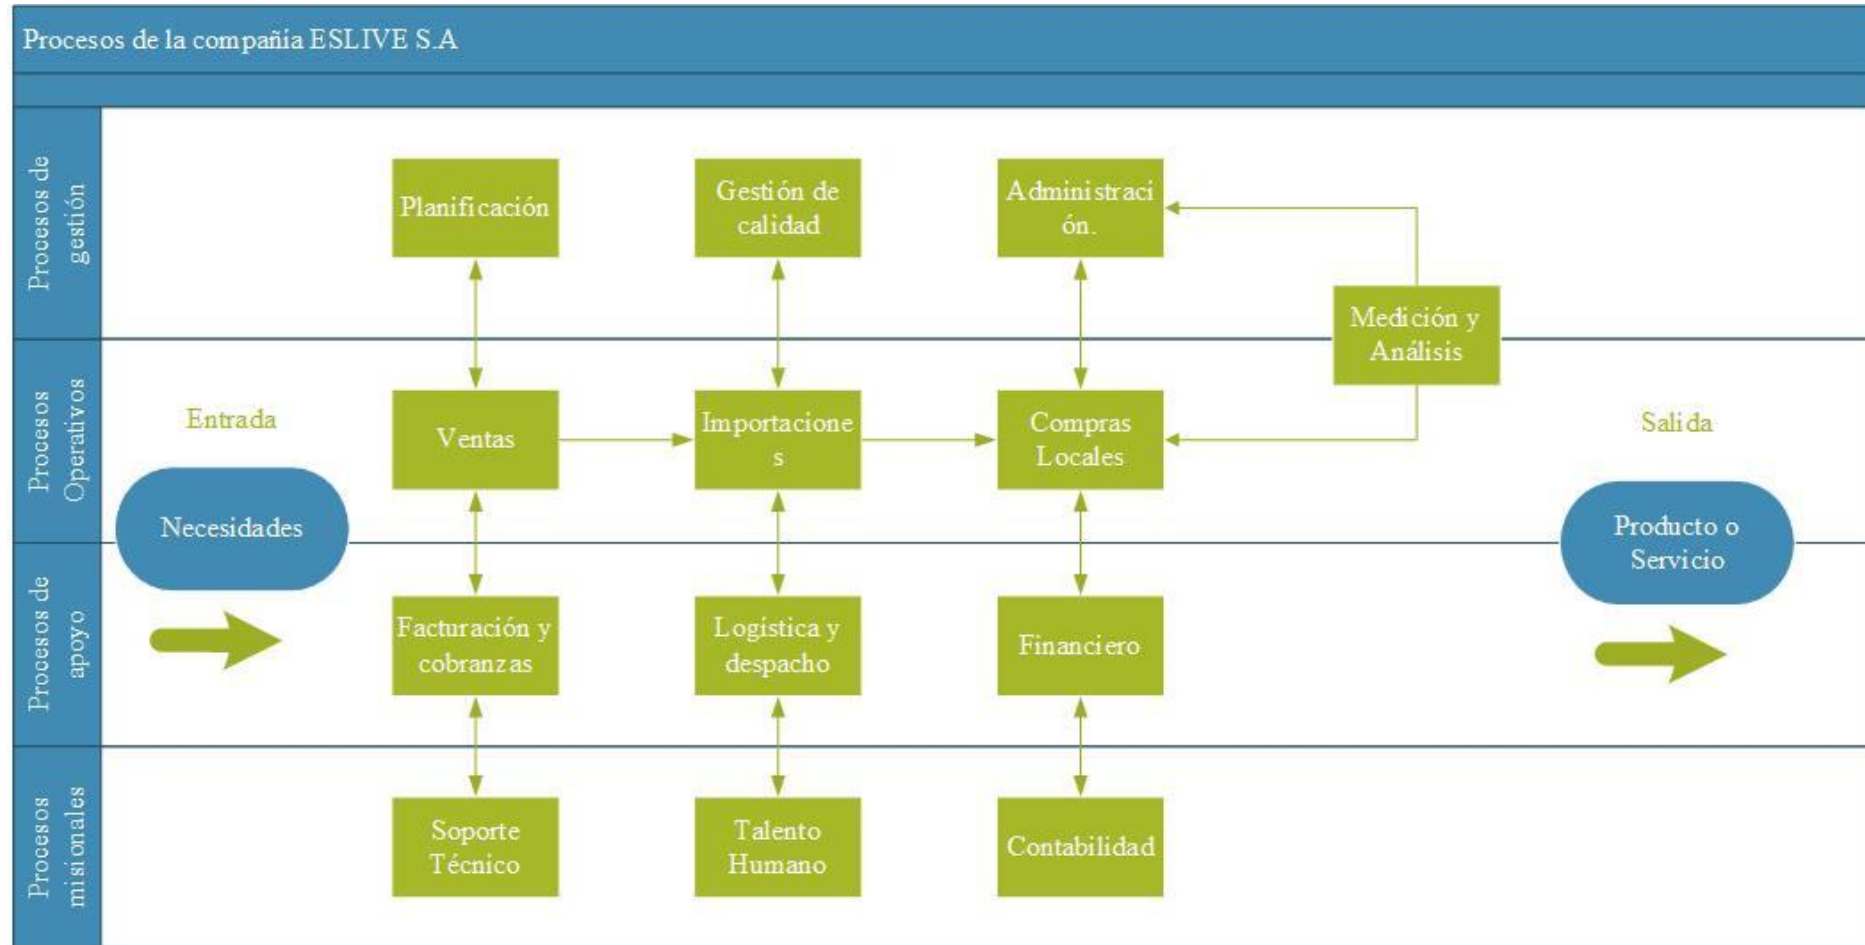 Procesos de la compañia ESLIVE S.A
Procesos de
gestión
Planificación
Gestión de
calidad
Administraci
ón.
Medición y
Análisis
Procesos
Operativos
Entrada
Necesidades
Ventas
Importacione
s
Compras
Locales
Salida
Producto o
Servicio
Procesos de
apoyo
Facturación y
cobranzas
Logística y
despacho
Financiero
Procesos
misionales
Soporte
Técnico
Talento
Humano
Contabilidad